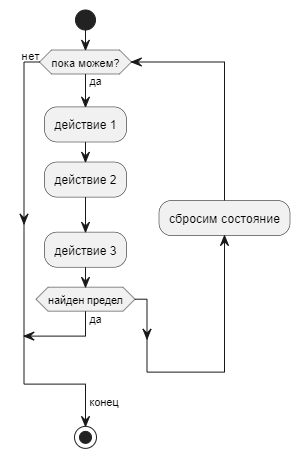 нет
пока можем?
да
действие 1
действие 2
сбросим состояние
действие 3
найден предел
да
конец